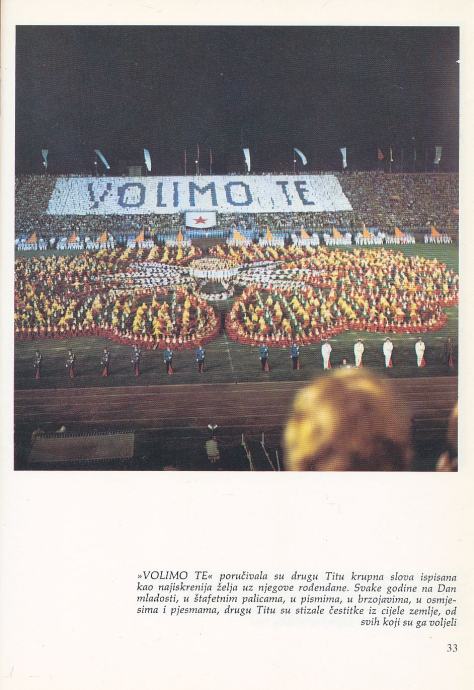 VOLIMO TE
»VOLIMO TE« poručivala su drugu Titu krupna slova ispisana
kao najiskrenija želja uz njegove rođendane. Svake godine na Dan
mladosti, u štafetnim palicama, u pismima, u brzojavima, u osmje-
sima i pjesmama, drugu Titu su stizale čestitke iz cijele zemlje, od
svih koji su ga voljeli
33